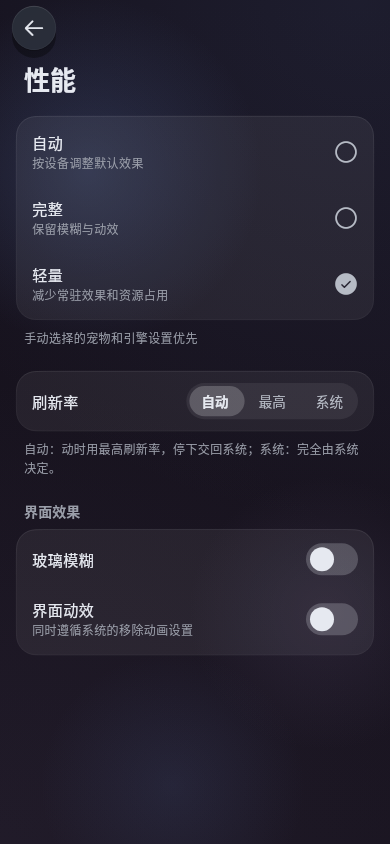 性能
自动
按设备调整默认效果
完整
保留模糊与动效
轻量
减少常驻效果和资源占用
手动选择的宠物和引擎设置优先
刷新率
自动
最高
系统
自动：动时用最高刷新率，停下交回系统；系统：完全由系统
决定。
界面效果
玻璃模糊
界面动效
同时遵循系统的移除动画设置